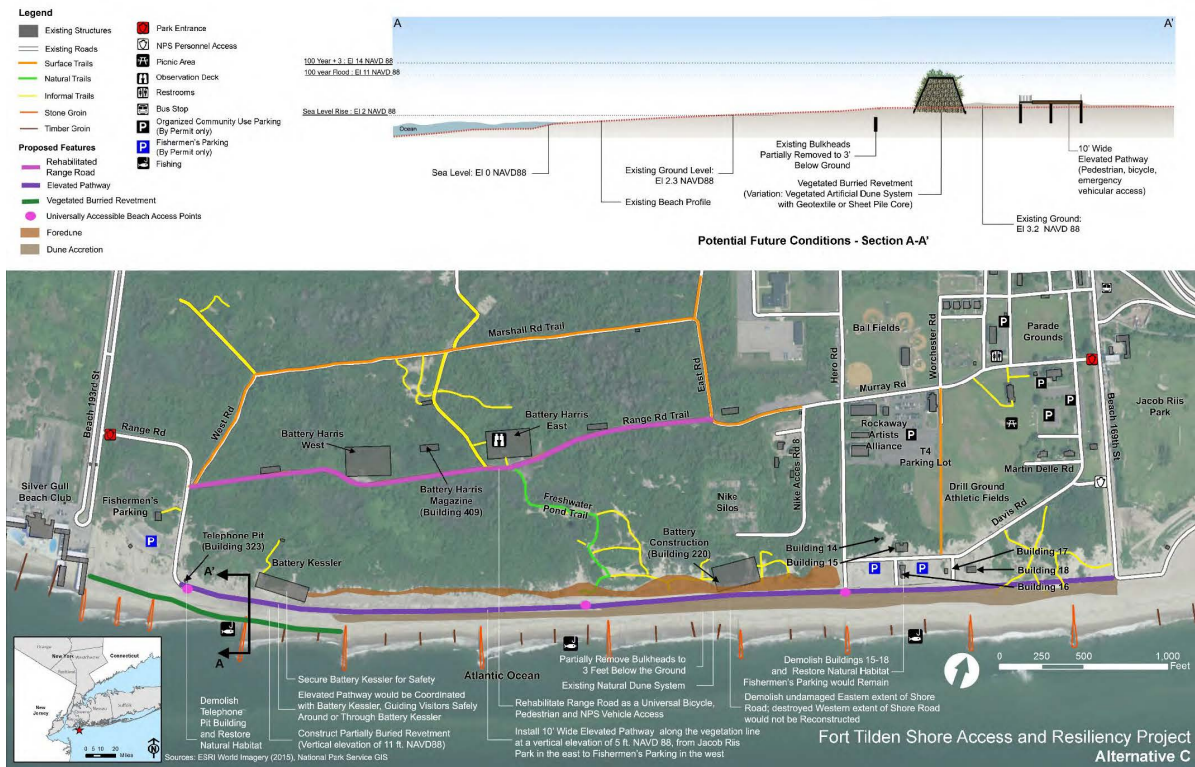 Legend
Existing Structures
Existing Roads
Surface Trails
Natural Trails
Informal Trails
Stone Groin
Timber Groin
Proposed Features
Rehabilitated
Range Road
Elevated Pathway
Vegetated Burried Revetment
Universally Accessible Beach Access Points
Foredune
Dune Accretion
Park Entrance
NPS Personnel Access
Picnic Area
Observation Deck
Restrooms
Bus Stop
P
Organized Community Use Parking
(By Permit only)
P
Fishermen's Parking
(By Permit only)
Fishing
A
A'
100 Year + 3 : El 14 NAVD 88
100 year Flood : El 11 NAVD 88
Sea Level Rise : El 2 NAVD 88
Ocean
Sea Level: El 0 NAVD88
Existing Ground Level:
El 2.3 NAVD88
Existing Beach Profile
Existing Bulkheads
Partially Removed to 3'
Below Ground
Vegetated Burried Revetment
(Variation: Vegetated Artificial Dune System
with Geotextile or Sheet Pile Core)
10' Wide
Elevated Pathway
(Pedestrian, bicycle,
emergency
vehicular access)
Existing Ground:
El 3.2 NAVD 88
Potential Future Conditions - Section A-A'
Marshall Rd Trail
Ball Fields
Worchester Rd
P
Parade
Grounds
Beach 193rd St
West Rd
East Rd
Hero Rd
Murray Rd
P
P
P
Beach 169th St
Jacob Riis
Park
Range Rd
Battery Harris
West
Battery Harris
East
Range Rd Trail
Rockaway
Artists
Alliance
P
T4
Parking Lot
Martin Delle Rd
Silver Gull
Beach Club
Fishermen's
Parking
P
Battery Harris
Magazine
(Building 409)
Freshwater
Pond Trail
Nike
Silos
Nike Acces Rd
18
Drill Ground
Athletic Fields
Davis Rd
Telephone Pit
(Building 323)
Battery Kessler
Battery
Construction
(Building 220)
Building 14
Building 15
P
P
Building 17
Building 18
Building 16
A'
A
Atlantic Ocean
Demolish
Telephone
Pit Building
and Restore
Natural Habitat
Secure Battery Kessler for Safety
Elevated Pathway would be Coordinated
with Battery Kessler, Guiding Visitors Safely
Around or Through Battery Kessler
Construct Partially Buried Revetment
(Vertical elevation of 11 ft. NAVD88)
Partially Remove Bulkheads to
3 Feet Below the Ground
Existing Natural Dune System
Rehabilitate Range Road as a Universal Bicycle,
Pedestrian and NPS Vehicle Access
Install 10' Wide Elevated Pathway along the vegetation line
at a vertical elevation of 5 ft. NAVD 88, from Jacob Riis
Park in the east to Fishermen's Parking in the west
Demolish Buildings 15-18
and Restore Natural Habitat
Fishermen's Parking would Remain
Demolish undamaged Eastern extent of Shore
Road; destroyed Western extent of Shore Road
would not be Reconstructed
0 250 500 1,000
Feet
New York
Connecticut
New
Jersey
0 5 10 20
Miles
N
Sources: ESRI World Imagery (2015), National Park Service GIS
Fort Tilden Shore Access and Resiliency Project
Alternative C